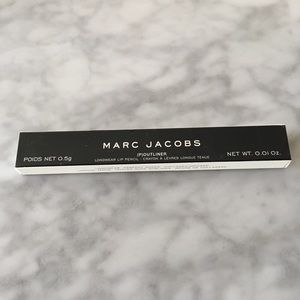 MARC JACOBS
(P)OUTLINER
POIDS NET 0.5g
LONGWEAR LIP PENCIL · CRAYON À LÈVRES LONGUE TENUE
NET WT. 0.01 Oz.